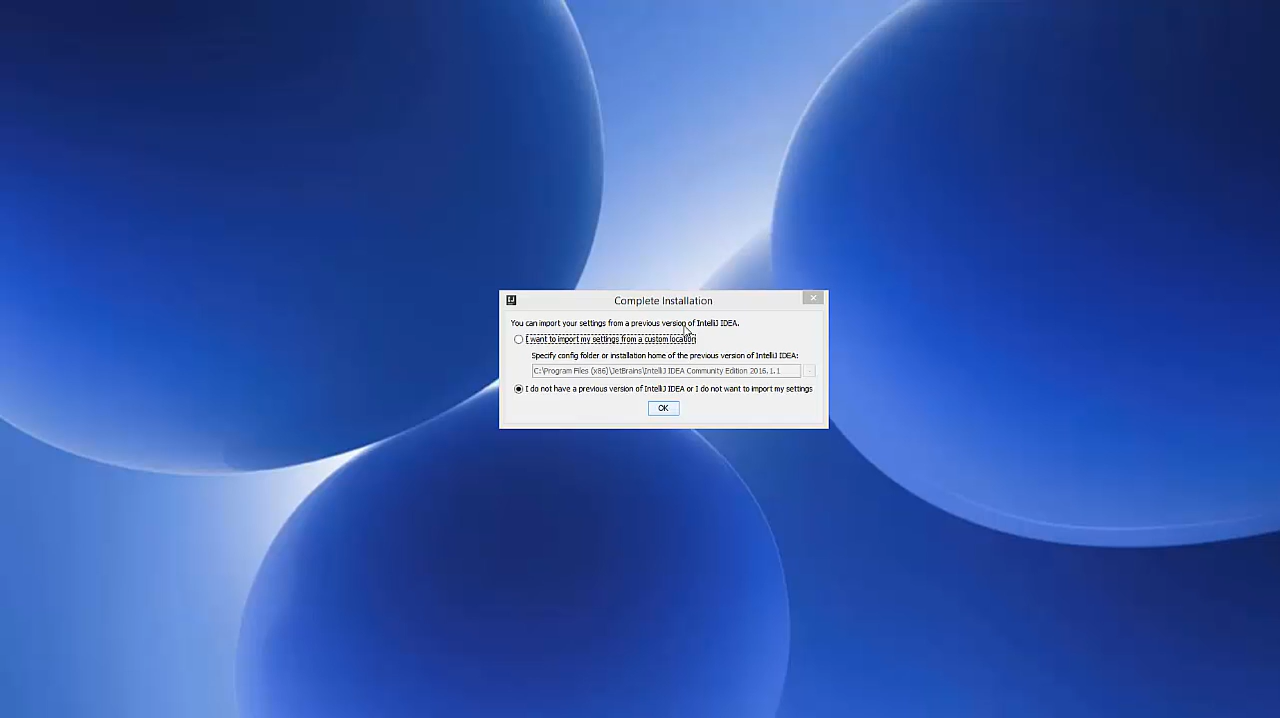 Complete Installation
You can import your settings from a previous version of IntelliJ IDEA.
I want to import my settings from a custom location
Specify config folder or installation home of the previous version of IntelliJ IDEA:
C:\Program Files (x86)\JetBrains\IntelliJ IDEA Community Edition 2016.1.1
...
I do not have a previous version of IntelliJ IDEA or I do not want to import my settings
OK